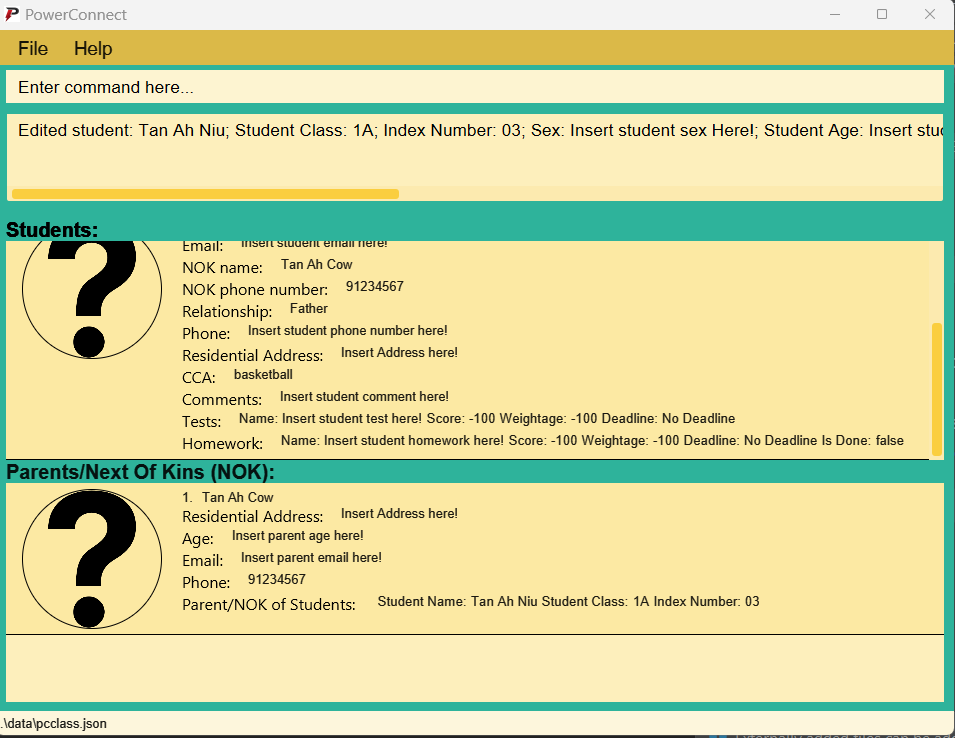 PowerConnect
File Help
Enter command here...
Edited student: Tan Ah Niu; Student Class: 1A; Index Number: 03; Sex: Insert student sex Here!; Student Age: Insert
Students:
Email: Insert student email here!
NOK name: Tan Ah Cow
NOK phone number: 91234567
Relationship: Father
Phone: Insert student phone number here!
Residential Address: Insert Address here!
CCA: basketball
Comments: Insert student comment here!
Tests: Name: Insert student test here! Score: -100 Weightage: -100 Deadline: No Deadline
Homework: Name: Insert student homework here! Score: -100 Weightage: -100 Deadline: No Deadline Is Done: false
Parents/Next Of Kins (NOK):
1. Tan Ah Cow
Residential Address: Insert Address here!
Age: Insert parent age here!
Email: Insert parent email here!
Phone: 91234567
Parent/NOK of Students: Student Name: Tan Ah Niu Student Class: 1A Index Number: 03
.\data\pcclass.json